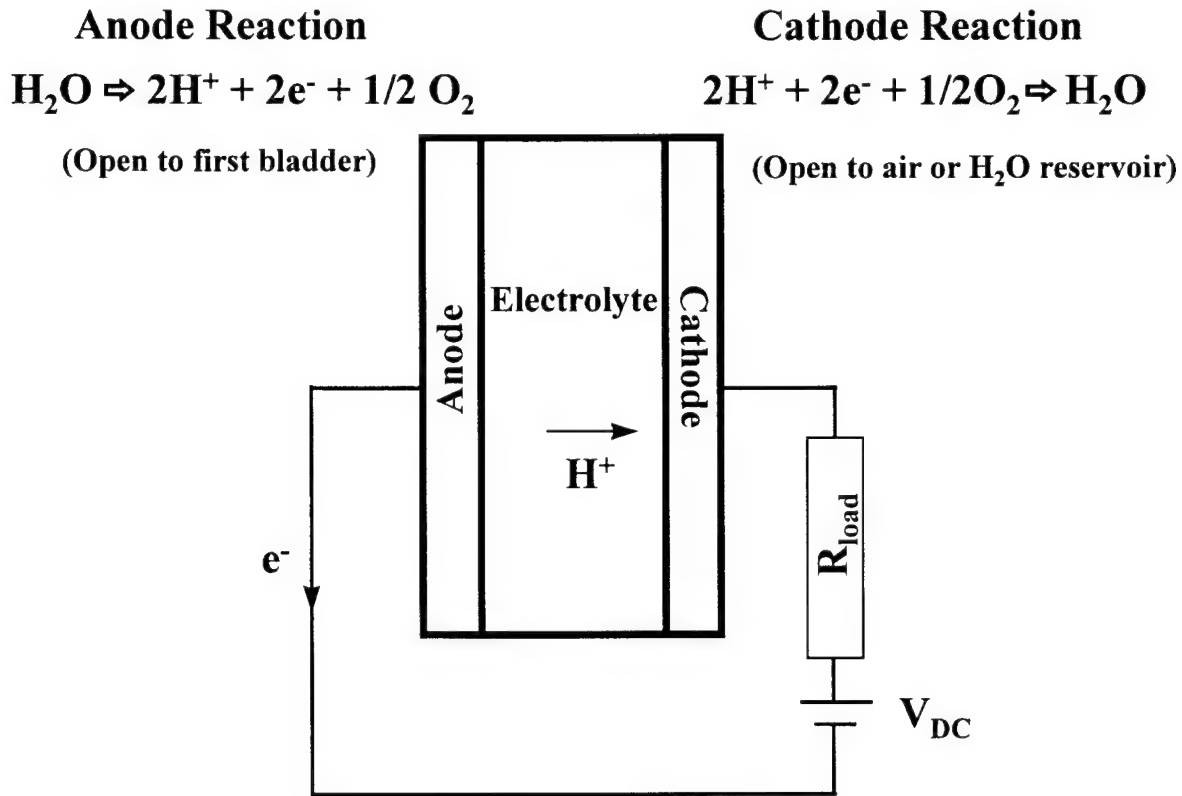 Anode Reaction
H₂O ⇨ 2H⁺ + 2e⁻ + 1/2 O₂
(Open to first bladder)
Cathode Reaction
2H⁺ + 2e⁻ + 1/2O₂⇨ H₂O
(Open to air or H₂O reservoir)
Anode
Electrolyte
Cathode
H⁺
e⁻
R_load
V_DC